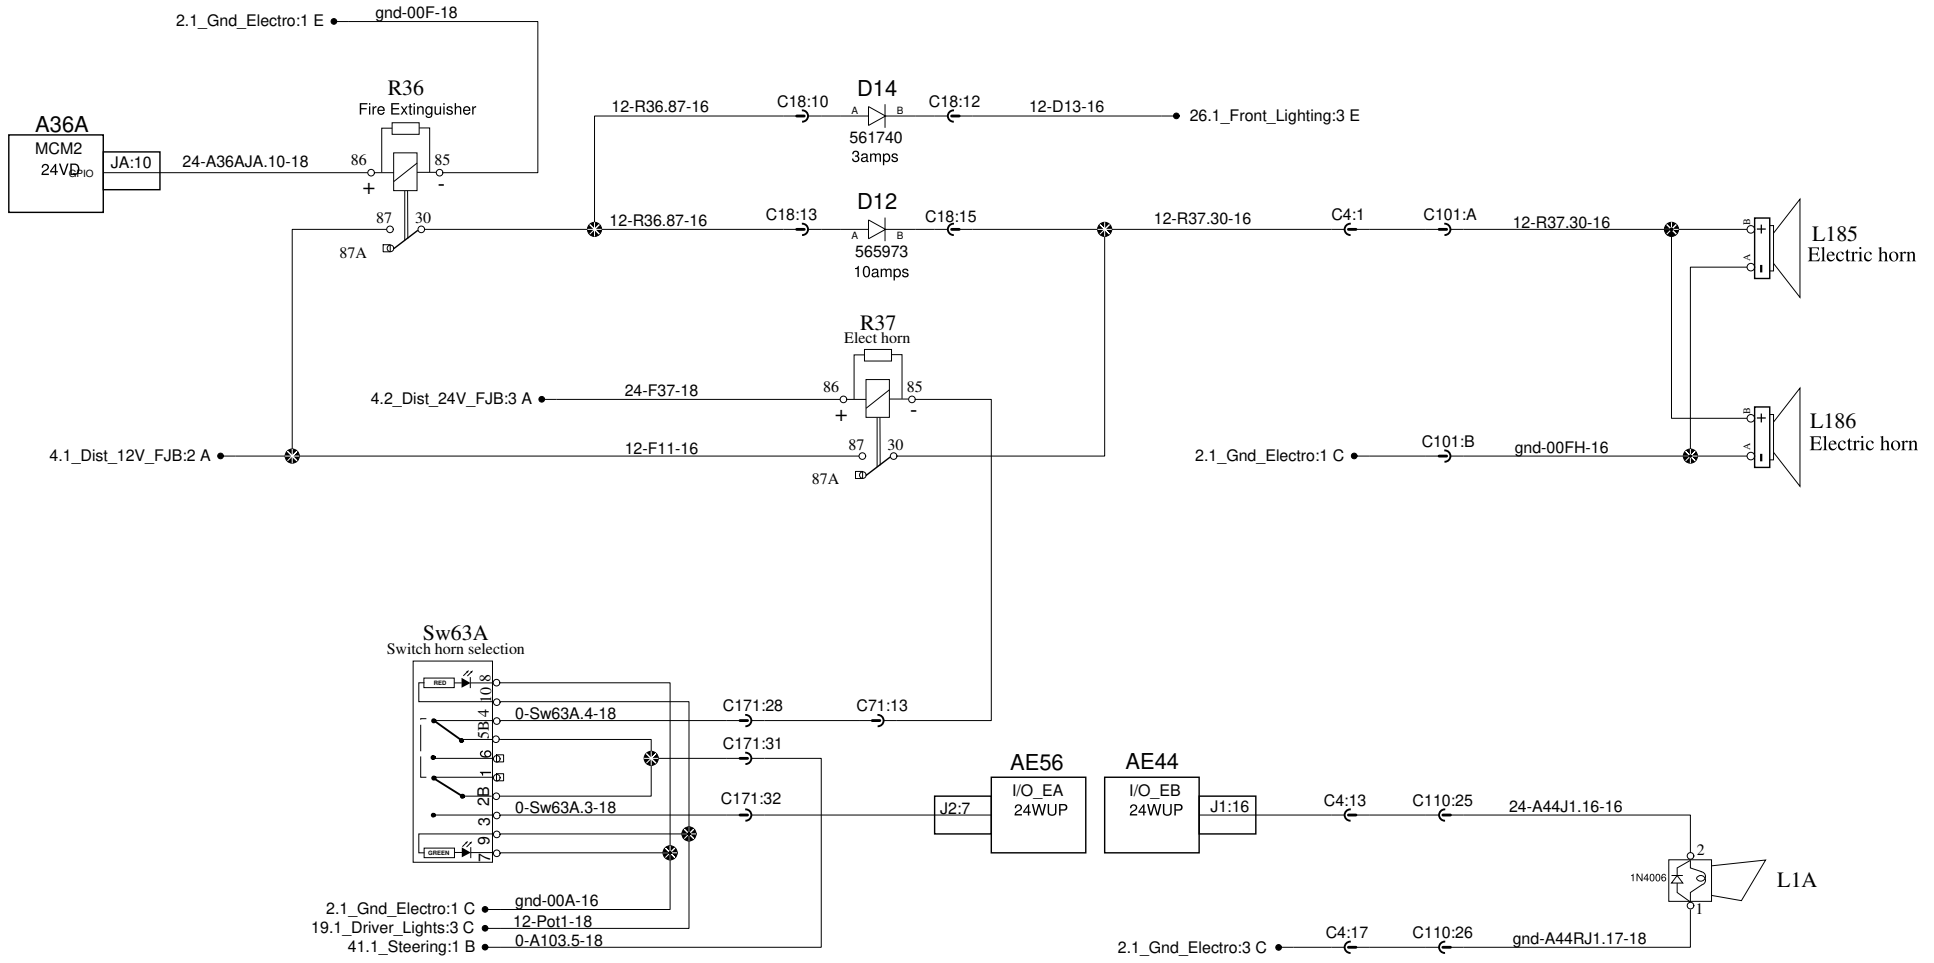 2.1_Gnd_Electro:1 E
gnd-00F-18
R36
Fire Extinguisher
A36A
MCM2
24VD
GPIO
JA:10
24-A36AJA.10-18
86
85
+
-
87
30
87A
12-R36.87-16
C18:10
D14
A
B
561740
3amps
C18:12
12-D13-16
26.1_Front_Lighting:3 E
12-R36.87-16
C18:13
D12
A
B
565973
10amps
C18:15
12-R37.30-16
C4:1
C101:A
12-R37.30-16
B
+
A
-
L185
Electric horn
R37
Elect horn
4.2_Dist_24V_FJB:3 A
24-F37-18
86
85
+
-
4.1_Dist_12V_FJB:2 A
12-F11-16
87
30
87A
2.1_Gnd_Electro:1 C
C101:B
gnd-00FH-16
B
+
A
-
L186
Electric horn
Sw63A
Switch horn selection
RED
8
10
4
5B
6
1
2B
3
9
7
GREEN
0-Sw63A.4-18
C171:28
C71:13
C171:31
0-Sw63A.3-18
C171:32
J2:7
AE56
I/O_EA
24WUP
AE44
I/O_EB
24WUP
J1:16
C4:13
C110:25
24-A44J1.16-16
2
1N4006
L1A
1
2.1_Gnd_Electro:1 C
gnd-00A-16
19.1_Driver_Lights:3 C
12-Pot1-18
41.1_Steering:1 B
0-A103.5-18
2.1_Gnd_Electro:3 C
C4:17
C110:26
gnd-A44RJ1.17-18